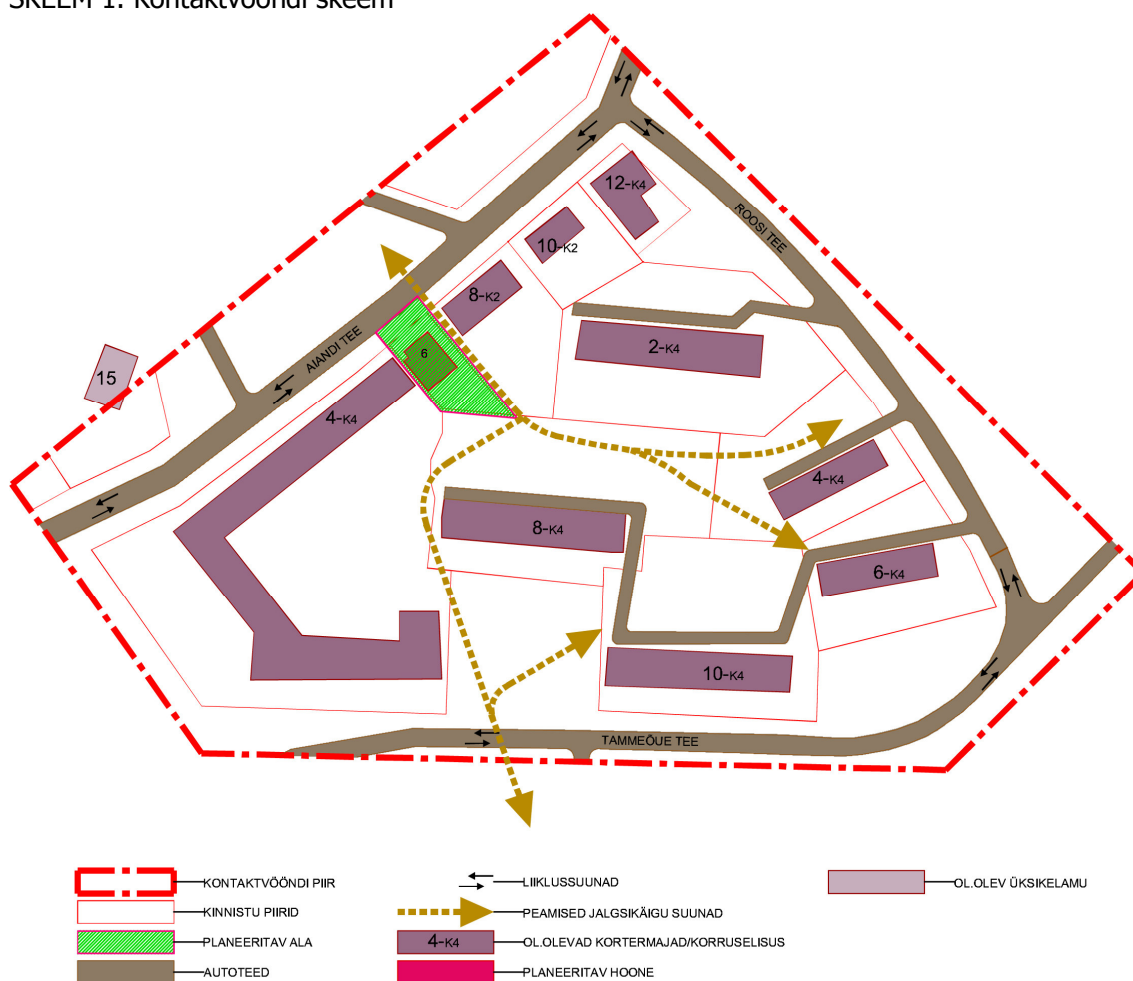 SKEEM 1. Kontaktvööndi skeem
12-K4
10-K2
8-K2
ROOSI TEE
2-K4
6
AIANDI TEE
15
4-K4
4-K4
8-K4
6-K4
10-K4
TAMMEÕUE TEE
KONTAKTVÖÖNDI PIIR
LIIKLUSSUUNAD
OL.OLEV ÜKSIKELAMU
KINNISTU PIIRID
PEAMISED JALGSIKÄIGU SUUNAD
PLANEERITAV ALA
4-K4
OL.OLEVAD KORTERMAJAD/KORRUSELISUS
AUTOTEED
PLANEERITAV HOONE